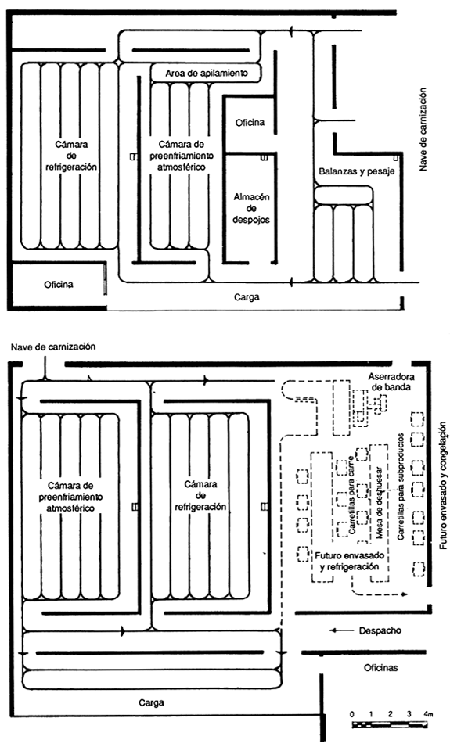 Area de apilamiento
Oficina
Cámara
de
refrigeración
Cámara
de
preenfriamiento
atmosférico
Nave de carnización
Balanzas y pesaje
Almacén
de
despojos
Oficina
Carga
Nave de carnización
Aserradora
de banda
Cámara de
preenfriamiento
atmosférico
Cámara
de
refrigeración
Carretillas para carne
Mesa de deshuesar
Carretillas para subproductos
Futuro envasado y congelación
Futuro envasado
y refrigeración
Despacho
Oficinas
Carga
0 1 2 3 4m